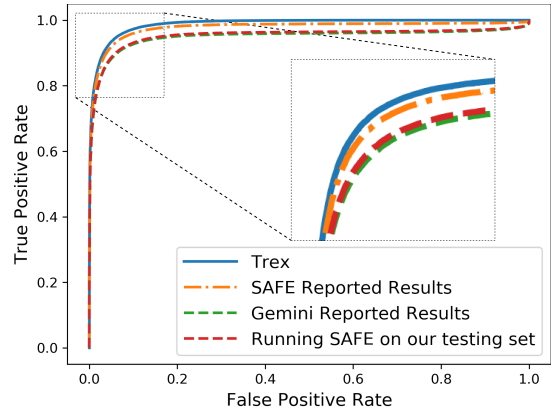 1.0
0.8
0.6
0.4
0.2
0.0
True Positive Rate
Trex
SAFE Reported Results
Gemini Reported Results
Running SAFE on our testing set
0.0 0.2 0.4 0.6 0.8 1.0
False Positive Rate